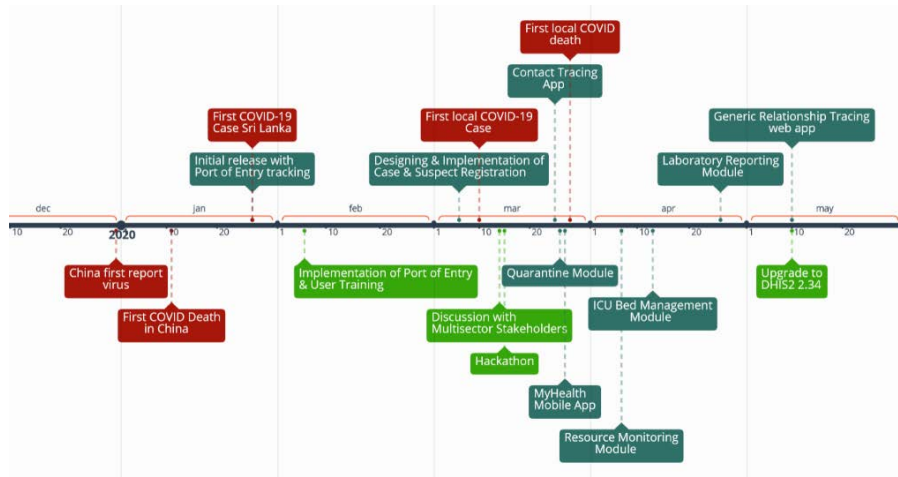 First local COVID
death
Contact Tracing
App
First COVID-19
Case Sri Lanka
First local COVID-19
Case
Generic Relationship Tracing
web app
Initial release with
Port of Entry tracking
Designing & Implementation of
Case & Suspect Registration
Laboratory Reporting
Module
dec jan feb mar apr may
10 20 2020 10 20 1 10 20 1 10 20 1 10 20 1 10 20
China first report
virus
Implementation of Port of Entry
& User Training
Quarantine Module
Upgrade to
DHIS2 2.34
First COVID Death
in China
Discussion with
Multisector Stakeholders
ICU Bed Management
Module
Hackathon
MyHealth
Mobile App
Resource Monitoring
Module